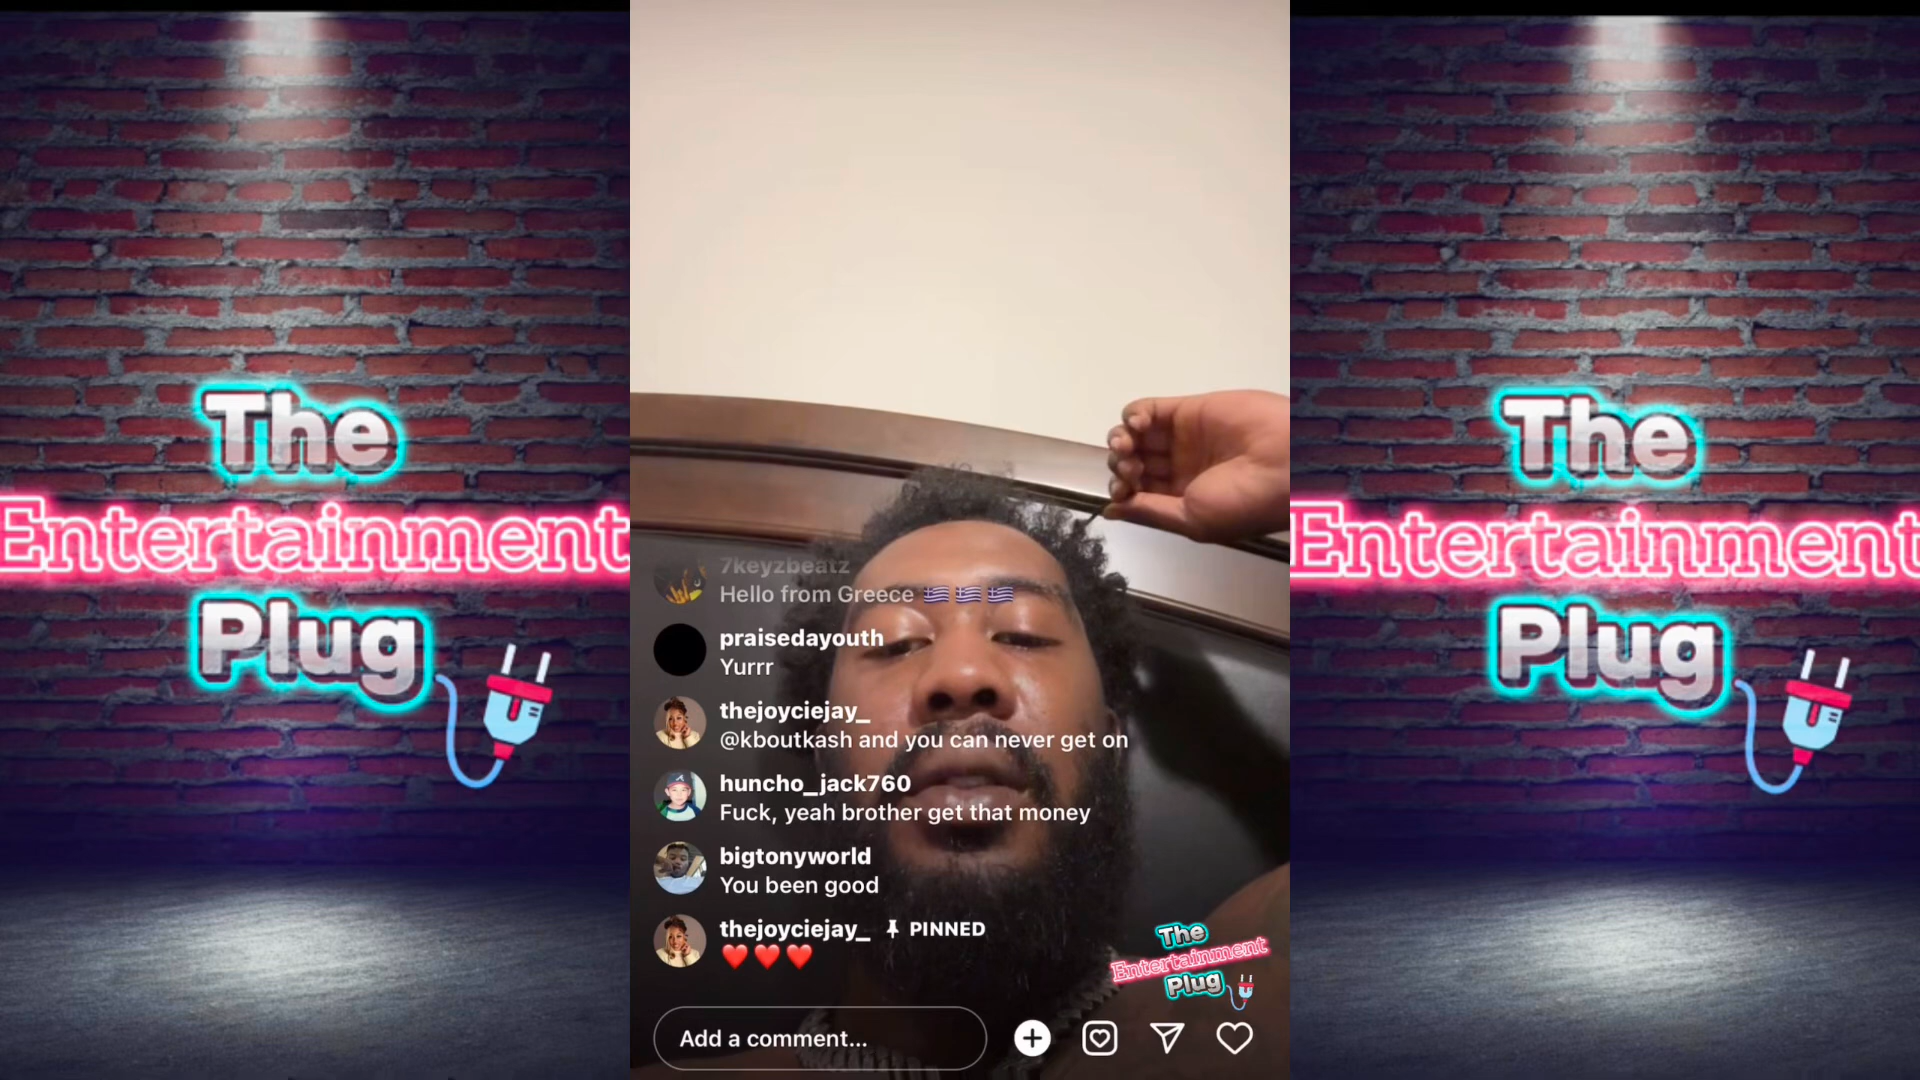 The
Entertainment
Plug
7keyzbeatz
Hello from Greece 🇬🇷🇬🇷🇬🇷
praisedayouth
Yurrr
thejoyciejay_
@kboutkash and you can never get on
huncho_jack760
Fuck, yeah brother get that money
bigtonyworld
You been good
thejoyciejay_ PINNED
❤️❤️❤️
Add a comment...
The
Entertainment
Plug
The
Entertainment
Plug